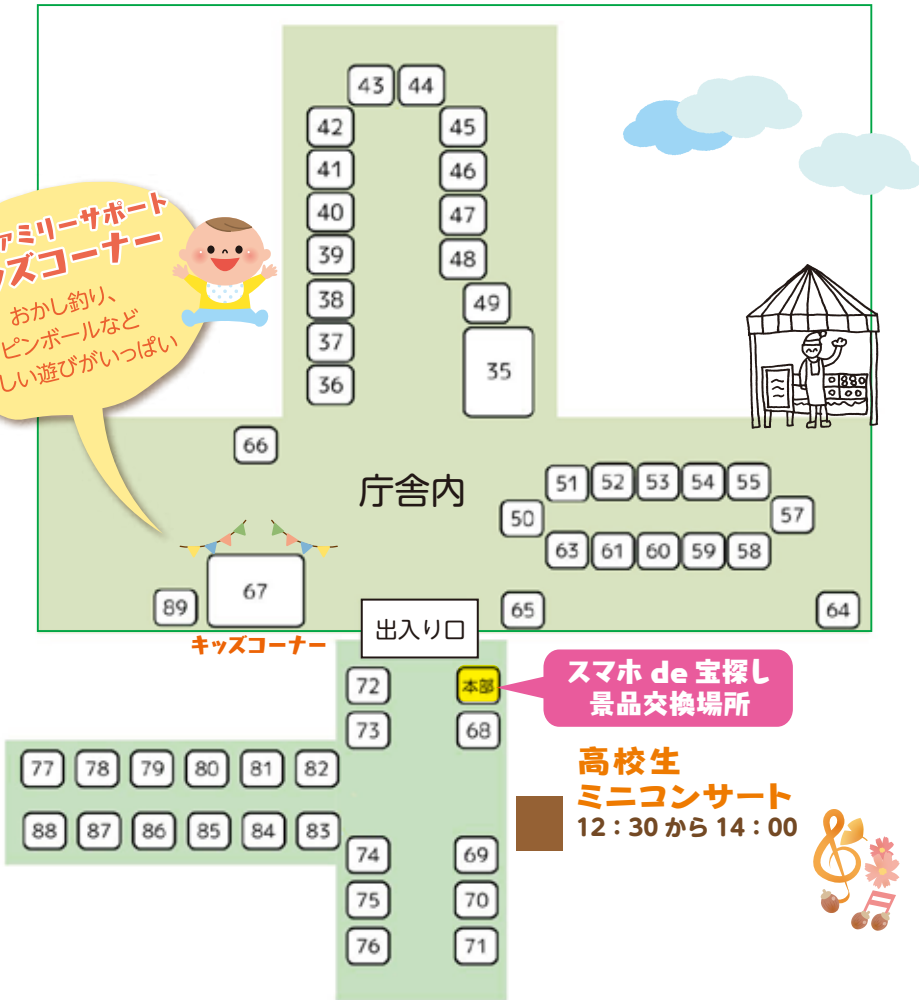 43 44
42 45
41 46
40 47
39 48
38 49
37 35
36
ァミリーサポート
ズコーナー
おかし釣り、
ピンボールなど
しい遊びがいっぱい
66
庁舎内
51 52 53 54 55
50 57
63 61 60 59 58
67
89 65 64
キッズコーナー
出入り口
72 本部
73 68
スマホ de 宝探し
景品交換場所
77 78 79 80 81 82
高校生
ミニコンサート
12：30 から 14：00
88 87 86 85 84 83
74 69
75 70
76 71